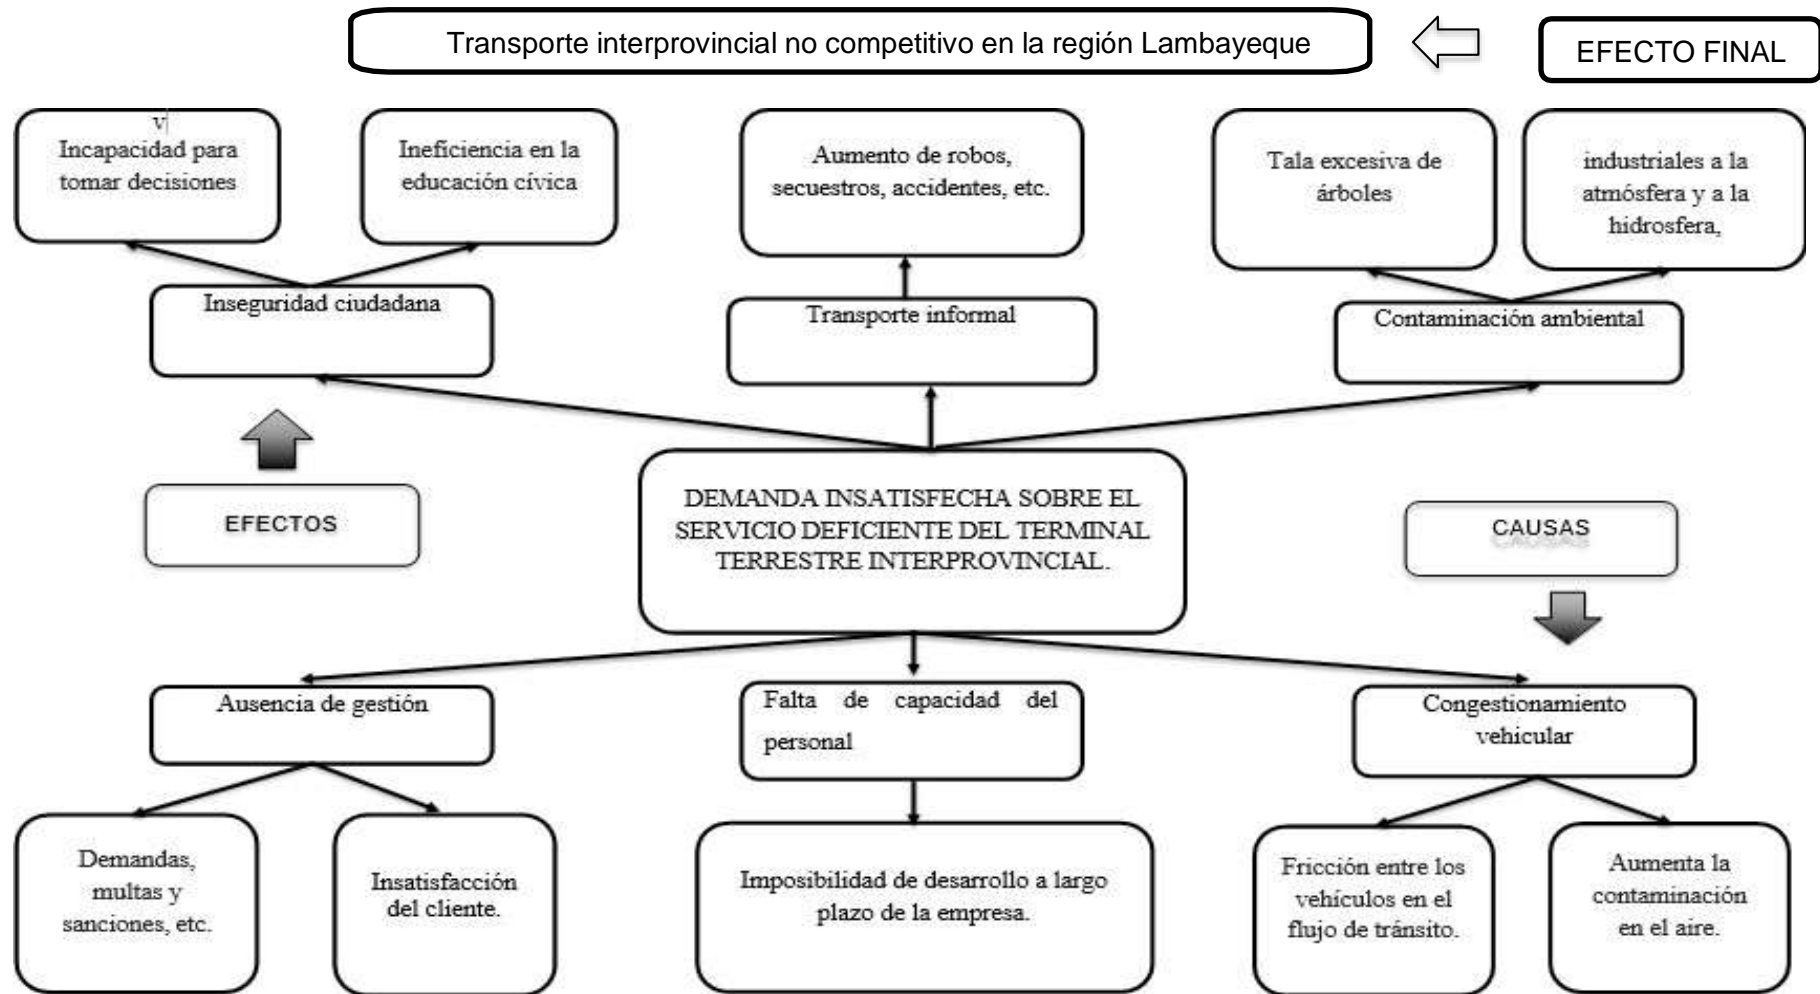 Transporte interprovincial no competitivo en la región Lambayeque
EFECTO FINAL
v
Incapacidad para
tomar decisiones
Ineficiencia en la
educación cívica
Aumento de robos,
secuestros, accidentes, etc.
Tala excesiva de
árboles
industriales a la
atmósfera y a la
hidrosfera,
Inseguridad ciudadana
Transporte informal
Contaminación ambiental
EFECTOS
DEMANDA INSATISFECHA SOBRE EL
SERVICIO DEFICIENTE DEL TERMINAL
TERRESTRE INTERPROVINCIAL.
CAUSAS
Ausencia de gestión
Falta de capacidad del
personal
Congestionamiento
vehicular
Demandas,
multas y
sanciones, etc.
Insatisfacción
del cliente.
Imposibilidad de desarrollo a largo
plazo de la empresa.
Fricción entre los
vehículos en el
flujo de tránsito.
Aumenta la
contaminación
en el aire.